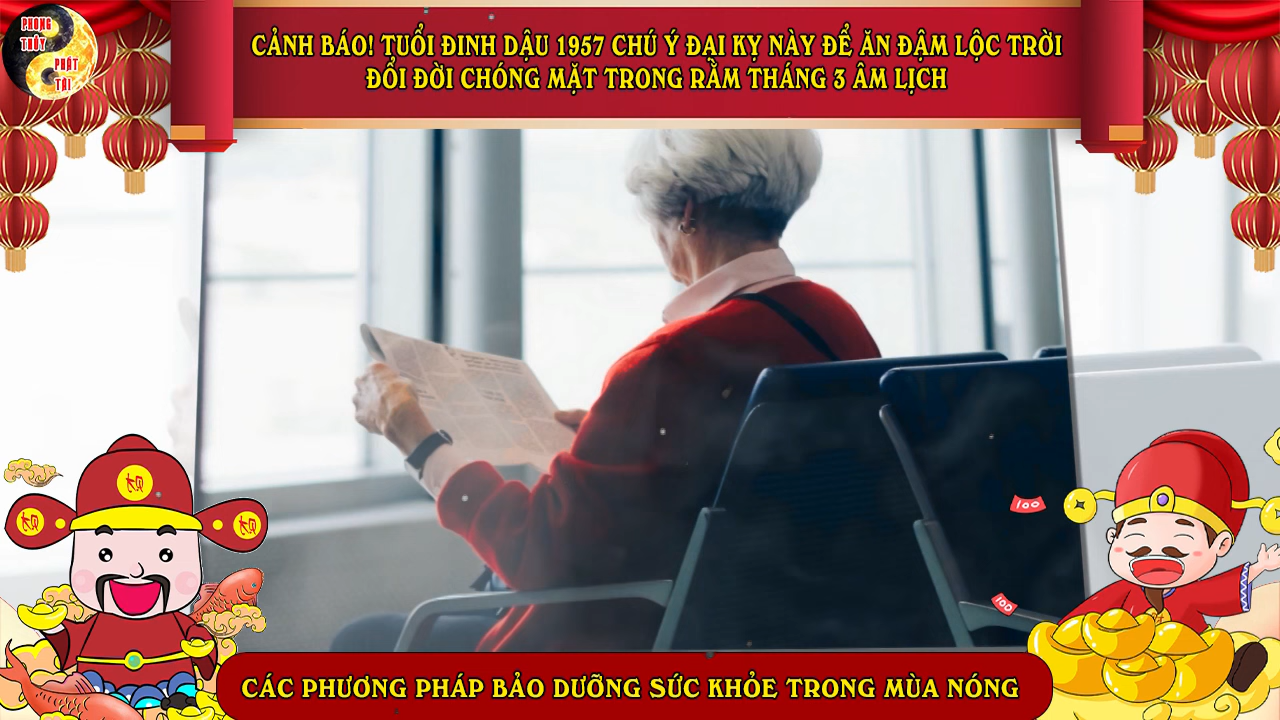 PHONG
THỦY
PHÁT
TÀI
CẢNH BÁO! TUỔI ĐINH DẬU 1957 CHÚ Ý ĐẠI KỴ NÀY ĐỂ ĂN ĐẬM LỘC TRỜI
ĐỔI ĐỜI CHÓNG MẶT TRONG RẰM THÁNG 3 ÂM LỊCH
100
100
CÁC PHƯƠNG PHÁP BẢO DƯỠNG SỨC KHỎE TRONG MÙA NÓNG